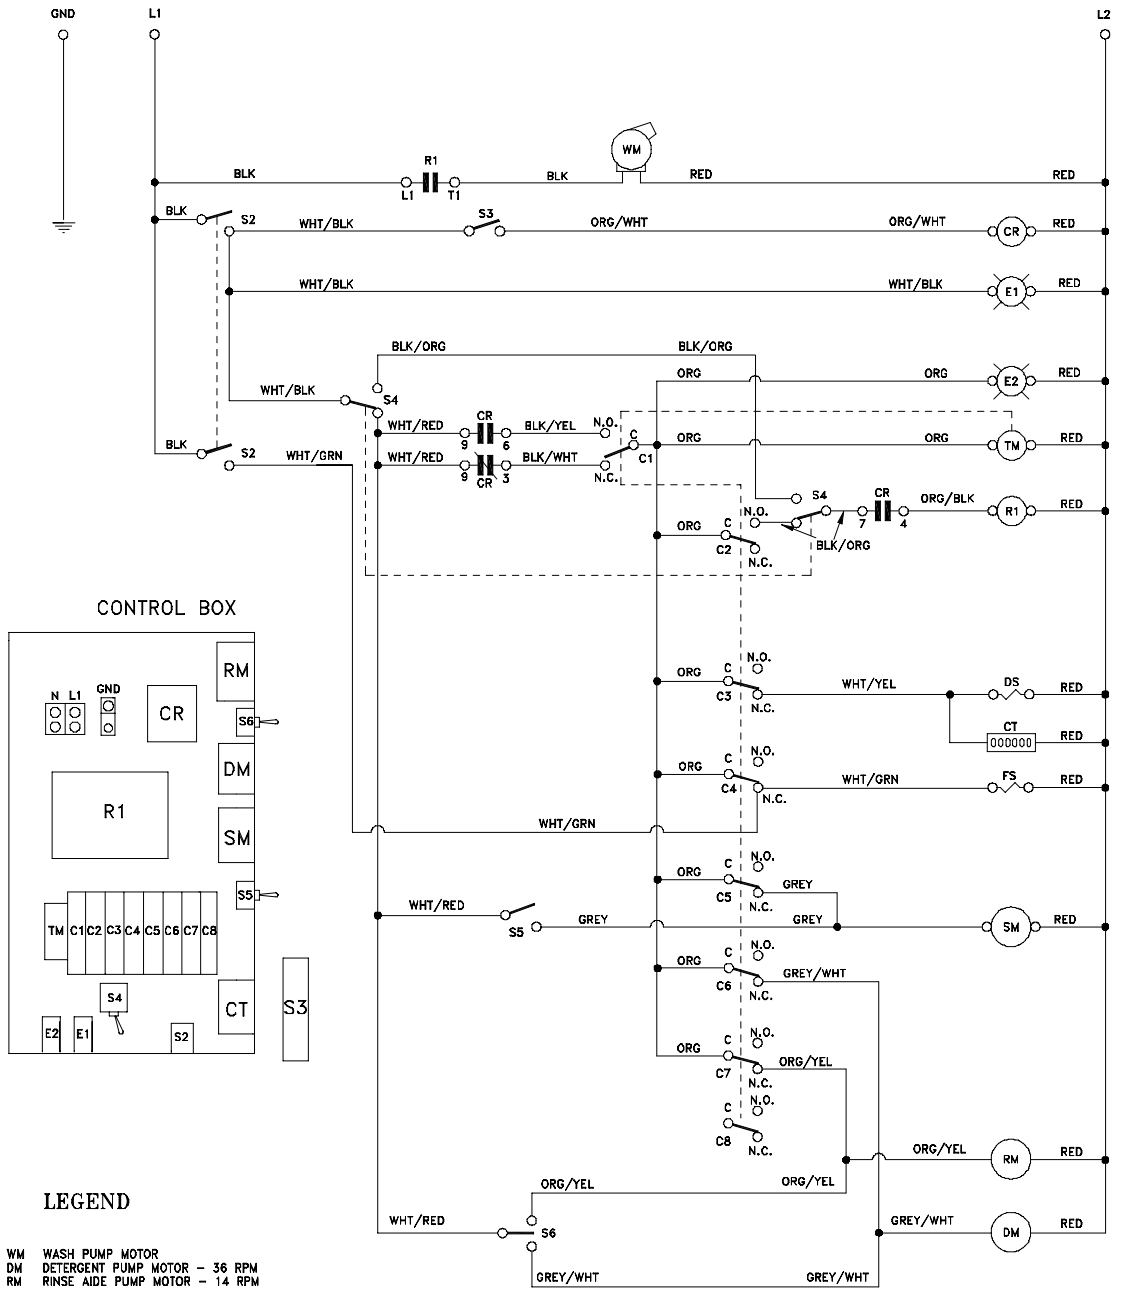 GND L1 L2
R1 WM
BLK BLK RED RED
L1 T1
BLK S2 S3
WHT/BLK ORG/WHT ORG/WHT CR RED
WHT/BLK WHT/BLK E1 RED
BLK/ORG BLK/ORG
ORG ORG E2 RED
WHT/BLK S4
CR N.O.
WHT/RED 9 6 BLK/YEL C
ORG ORG TM RED
BLK S2
WHT/GRN WHT/RED 9 3 BLK/WHT C1
CR N.C.
S4 CR ORG/BLK
N.O. R1 RED
ORG C 7 4
C2 BLK/ORG
N.C.
CONTROL BOX
N.O.
ORG C
C3 N.C. WHT/YEL DS RED
CT
000000 RED
N.O.
ORG C
C4 N.C. WHT/GRN FS RED
WHT/GRN
N.O.
ORG C
C5 N.C. GREY
WHT/RED S5 GREY GREY SM RED
N.O.
ORG C
C6 N.C. GREY/WHT
N.O.
ORG C
C7 N.C. ORG/YEL
N.O.
C
C8 N.C.
ORG/YEL RM RED
ORG/YEL ORG/YEL
WHT/RED S6 GREY/WHT DM RED
GREY/WHT GREY/WHT
RM
N L1 GND
CR S6
DM
R1
SM
S5
TM C1 C2 C3 C4 C5 C6 C7 C8
S4 CT S3
E2 E1 S2
LEGEND
WM WASH PUMP MOTOR
DM DETERGENT PUMP MOTOR - 36 RPM
RM RINSE AIDE PUMP MOTOR - 14 RPM